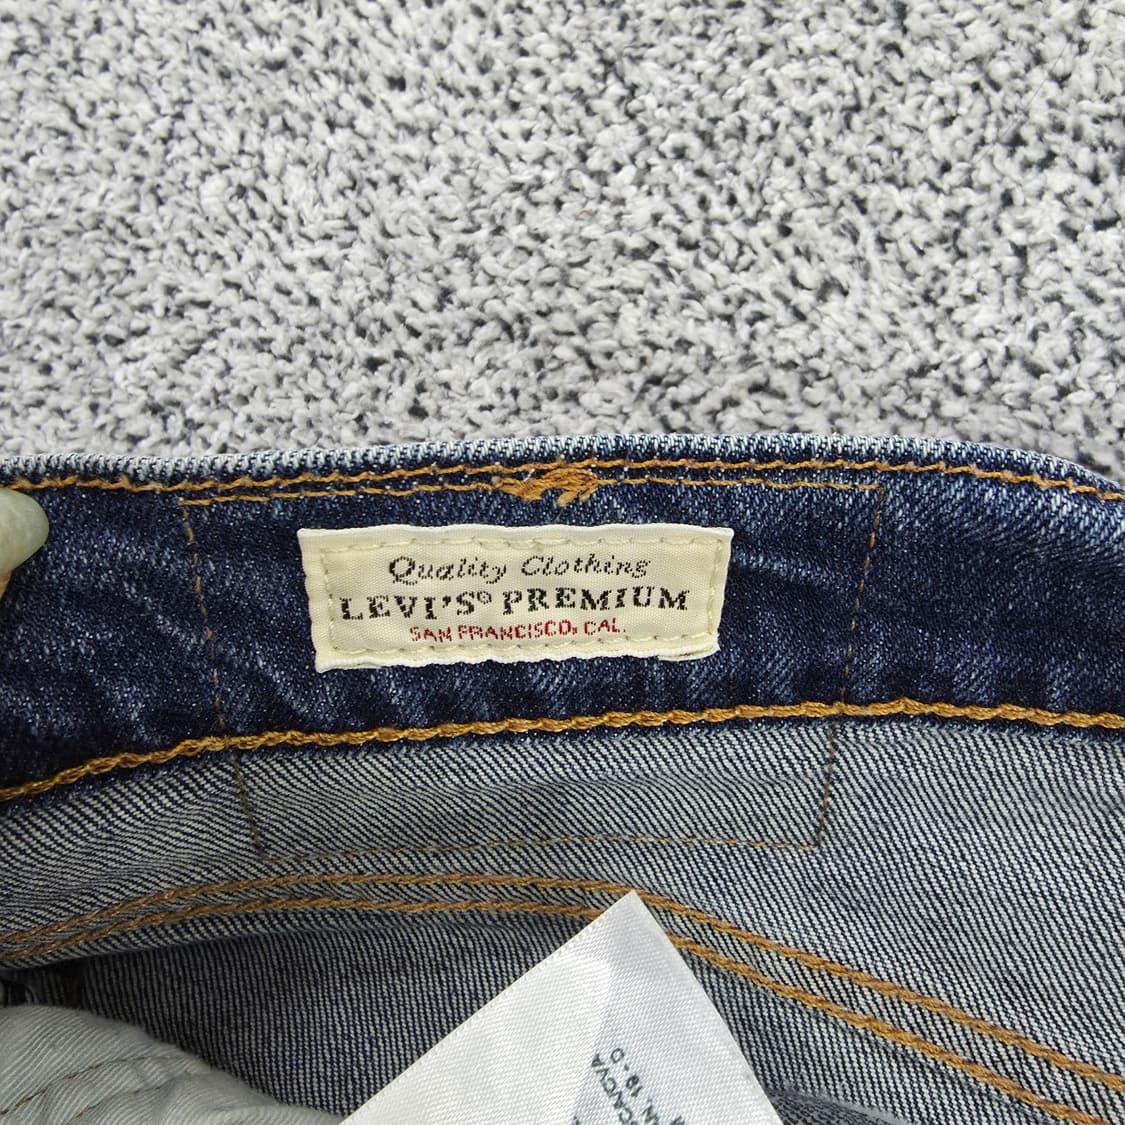 Quality Clothing
LEVI'S® PREMIUM
SAN FRANCISCO, CAL.